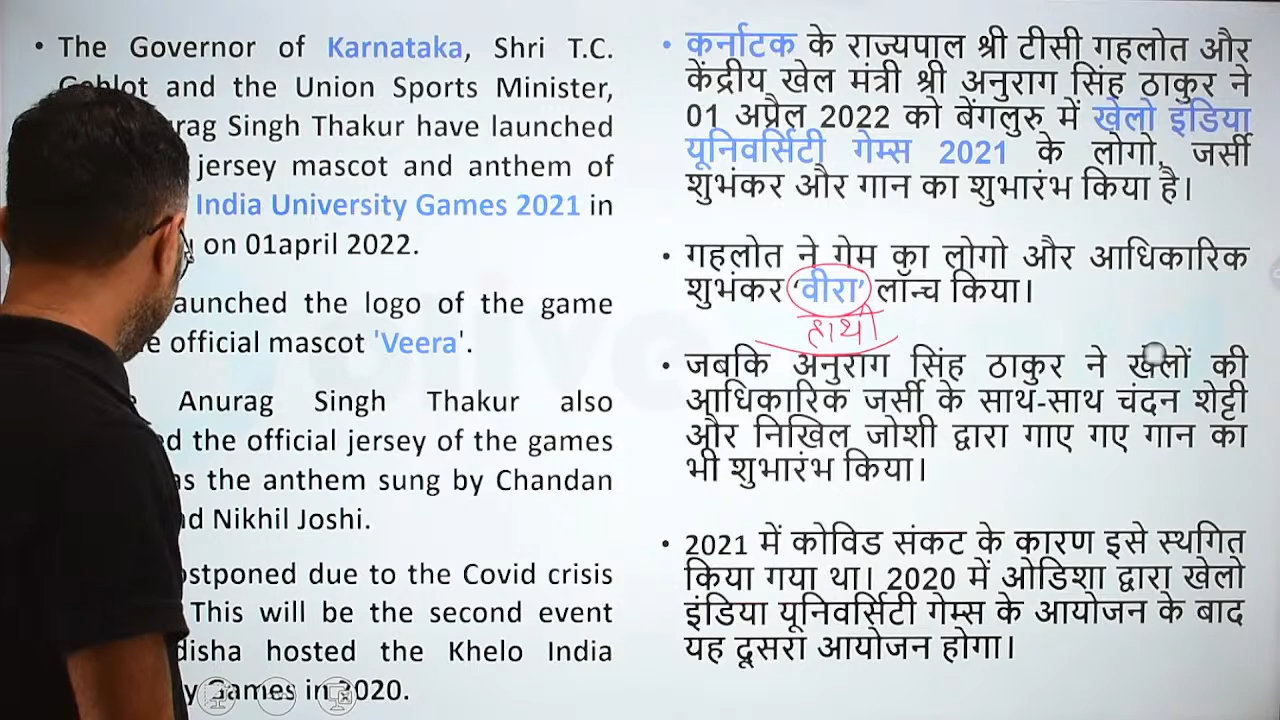 • The Governor of Karnataka, Shri T.C.
and the Union Sports Minister,
Singh Thakur have launched
jersey mascot and anthem of
India University Games 2021 in
on 01april 2022.
the logo of the game
official mascot 'Veera'.
Anurag Singh Thakur also
the official jersey of the games
the anthem sung by Chandan
Nikhil Joshi.
due to the Covid crisis
This will be the second event
hosted the Khelo India
Games in 2020.
• कर्नाटक के राज्यपाल श्री टीसी गहलोत और
केंद्रीय खेल मंत्री श्री अनुराग सिंह ठाकुर ने
01 अप्रैल 2022 को बेंगलुरु में खेलो इंडिया
यूनिवर्सिटी गेम्स 2021 के लोगो, जर्सी
शुभंकर और गान का शुभारंभ किया है।
• गहलोत ने गेम का लोगो और आधिकारिक
शुभंकर 'वीरा' लॉन्च किया।
हाथी
• जबकि अनुराग सिंह ठाकुर ने खेलों की
आधिकारिक जर्सी के साथ-साथ चंदन शेट्टी
और निखिल जोशी द्वारा गाए गए गान का
भी शुभारंभ किया।
• 2021 में कोविड संकट के कारण इसे स्थगित
किया गया था। 2020 में ओडिशा द्वारा खेलो
इंडिया यूनिवर्सिटी गेम्स के आयोजन के बाद
यह दूसरा आयोजन होगा।